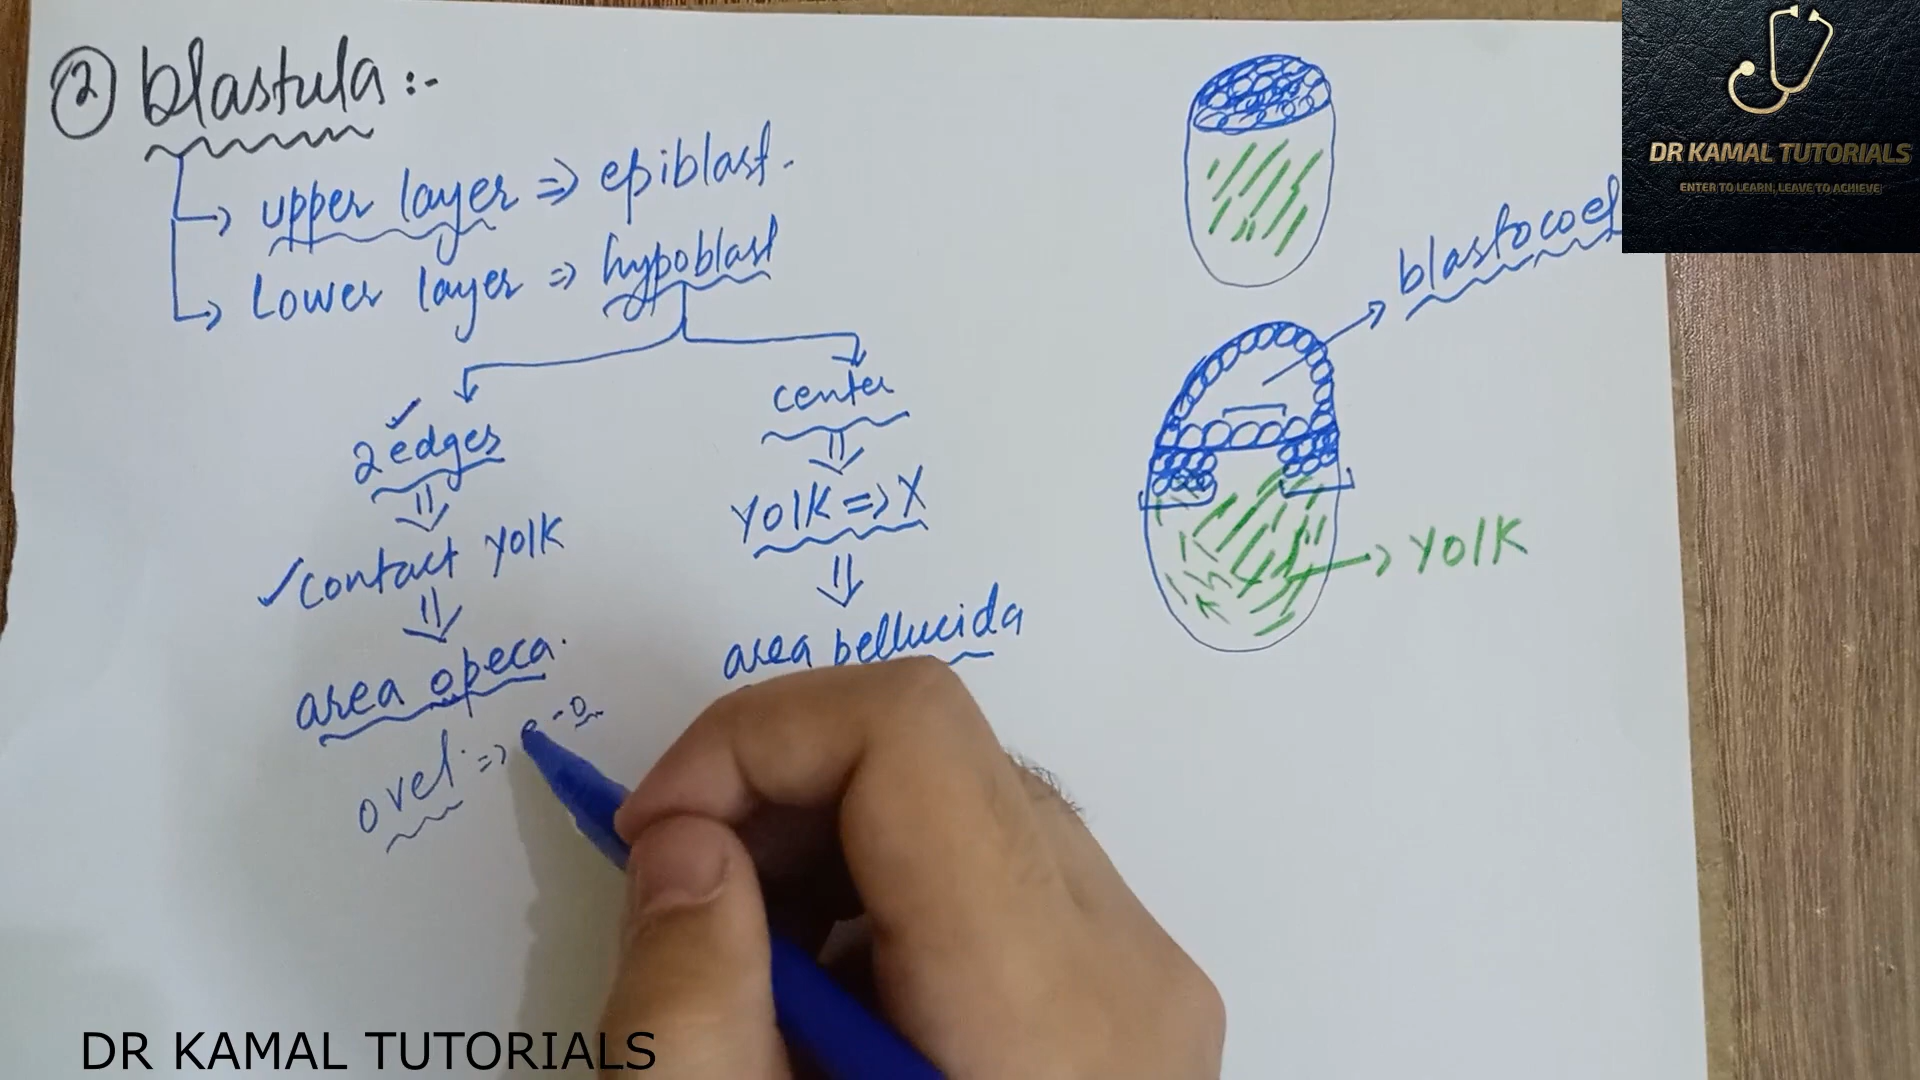 ② blastula :-
upper layer => epiblast.
Lower layer => hypoblast
2 edges
✓ contact yolk
area opeca.
ovel => o - o
center
yolk => X
area pellucida
blastocoel
yolk
DR KAMAL TUTORIALS
ENTER TO LEARN, LEAVE TO ACHIEVE
DR KAMAL TUTORIALS